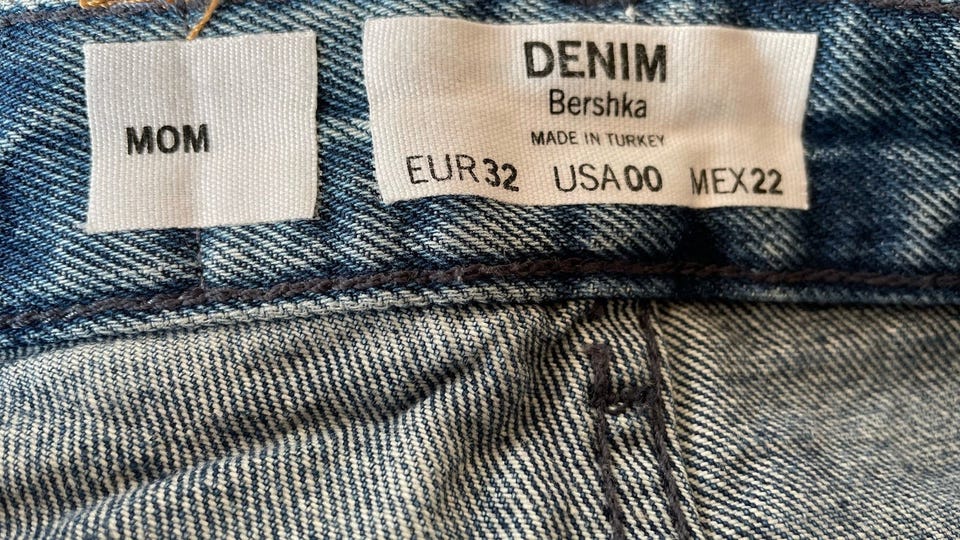 MOM
DENIM
Bershka
MADE IN TURKEY
EUR32 USA00 MEX22